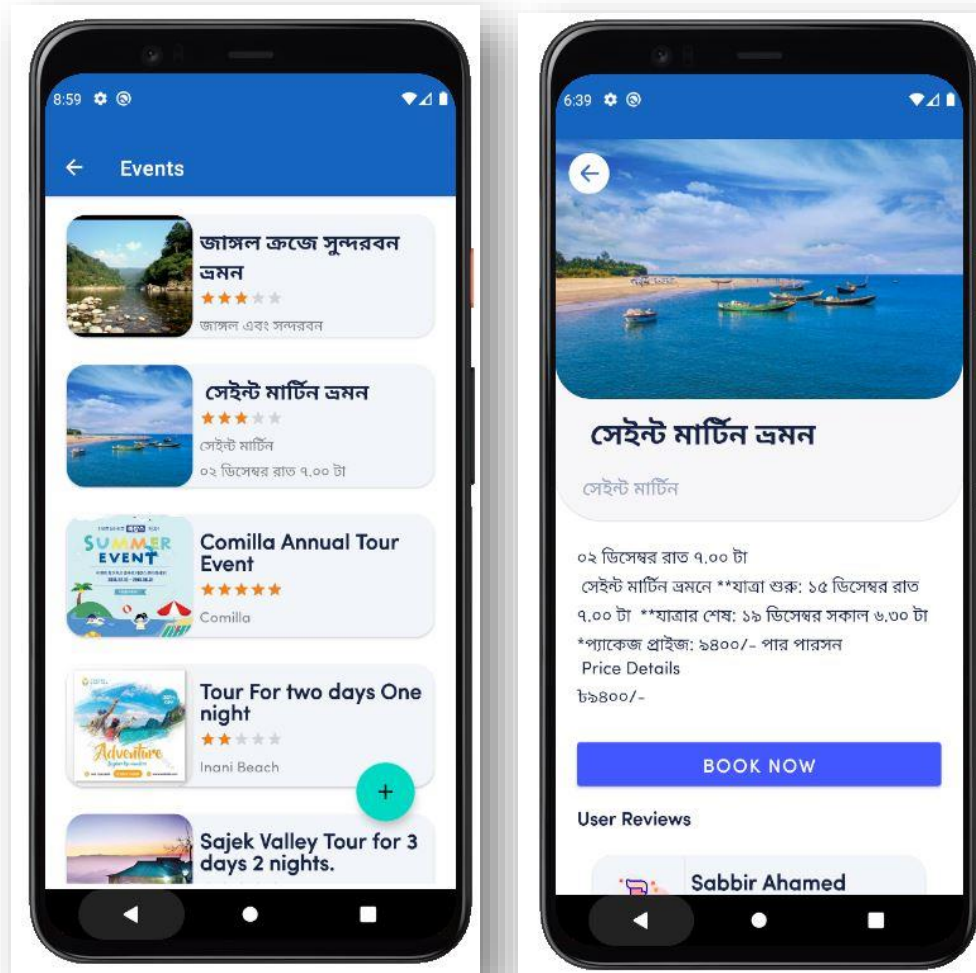 8:59
Events
জাঙ্গল ক্রজে সুন্দরবন
ভ্রমন
জাঙ্গল এবং সন্দরবন
সেইন্ট মার্টিন ভ্রমন
সেইন্ট মার্টিন
০২ ডিসেম্বর রাত ৭.০০ টা
SUMMER
EVENT
Comilla Annual Tour
Event
Comilla
Adventure
Tour For two days One
night
Inani Beach
+
Sajek Valley Tour for 3
days 2 nights.
6:39
সেইন্ট মার্টিন ভ্রমন
সেইন্ট মার্টিন
০২ ডিসেম্বর রাত ৭.০০ টা
সেইন্ট মার্টিন ভ্রমনে **যাত্রা শুরু: ১৫ ডিসেম্বর রাত
৭.০০ টা **যাত্রার শেষ: ১৯ ডিসেম্বর সকাল ৬.৩০ টা
*প্যাকেজ প্রাইজ: ৯৪০০/- পার পারসন
Price Details
৳৯৪০০/-
BOOK NOW
User Reviews
Sabbir Ahamed